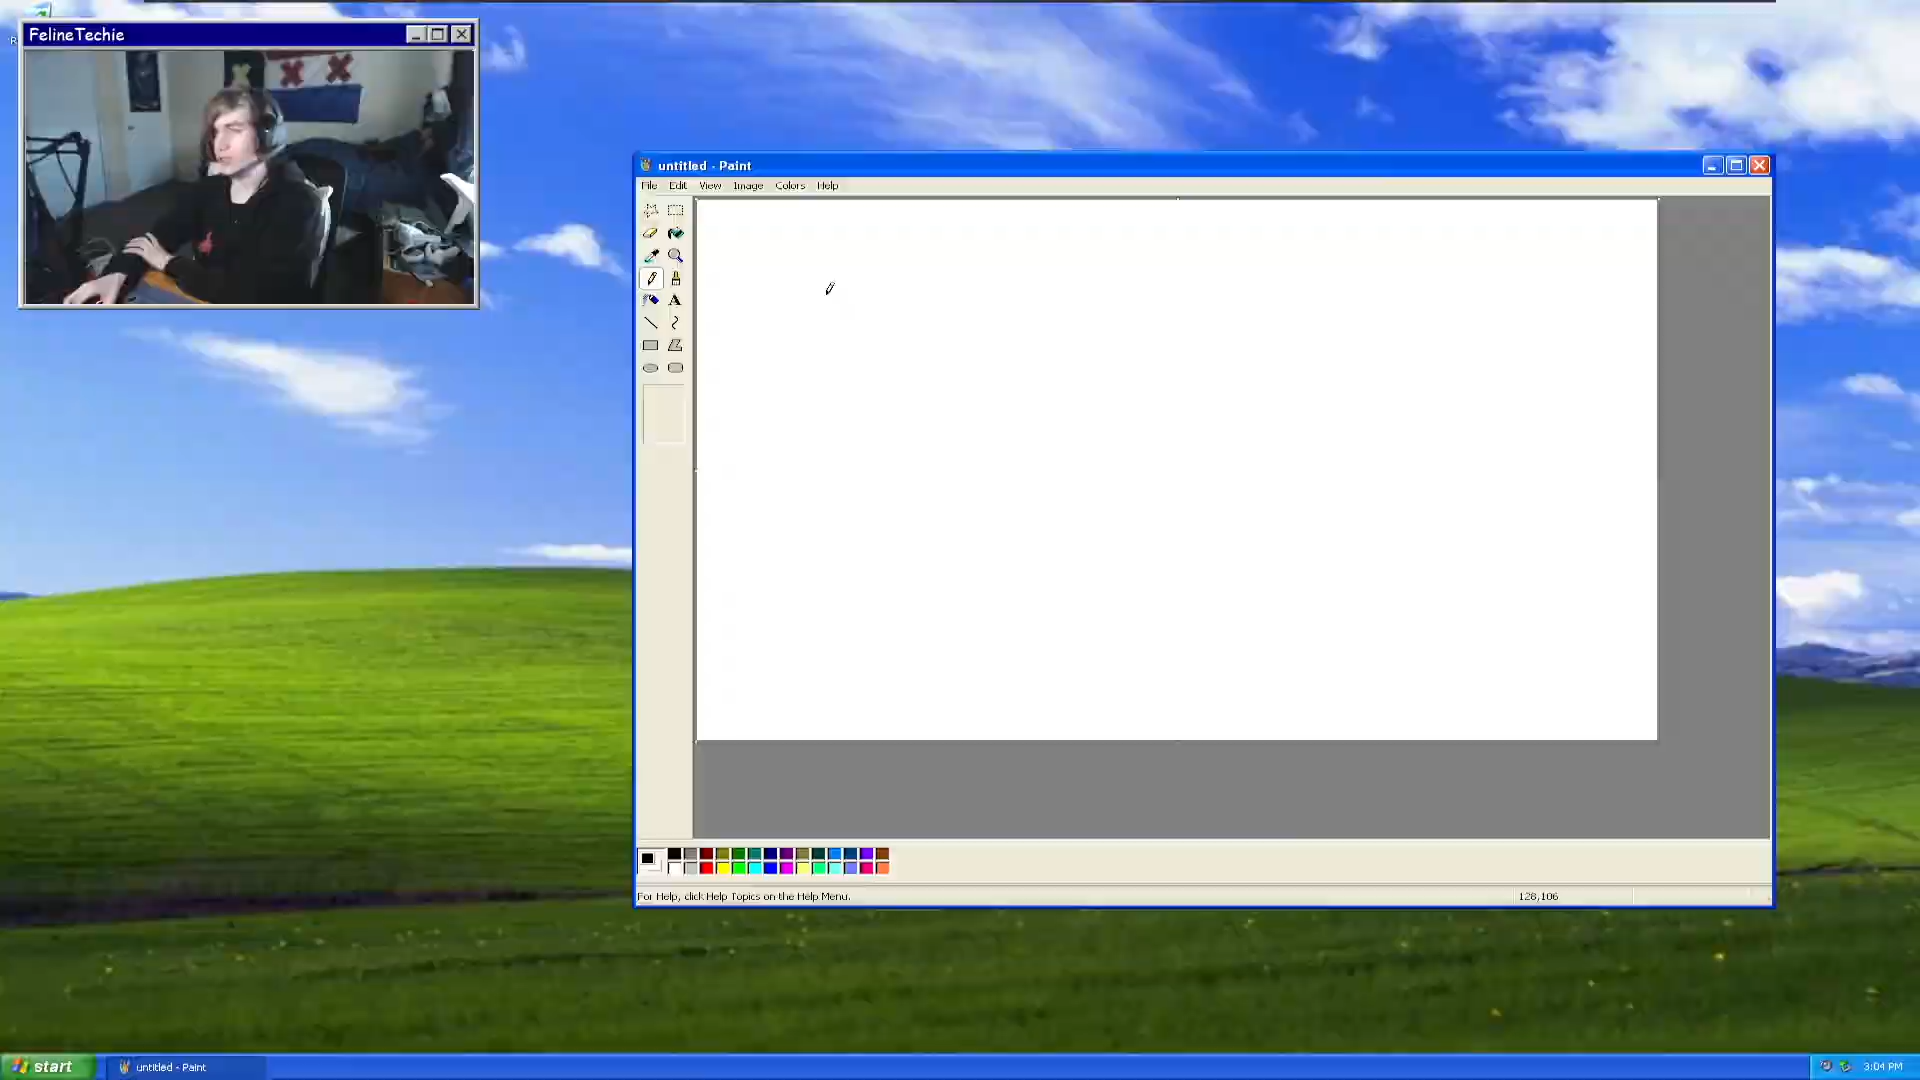 FelineTechie
untitled - Paint
File Edit View Image Colors Help
A
For Help, click Help Topics on the Help Menu.
128,106
start
untitled - Paint
3:04 PM